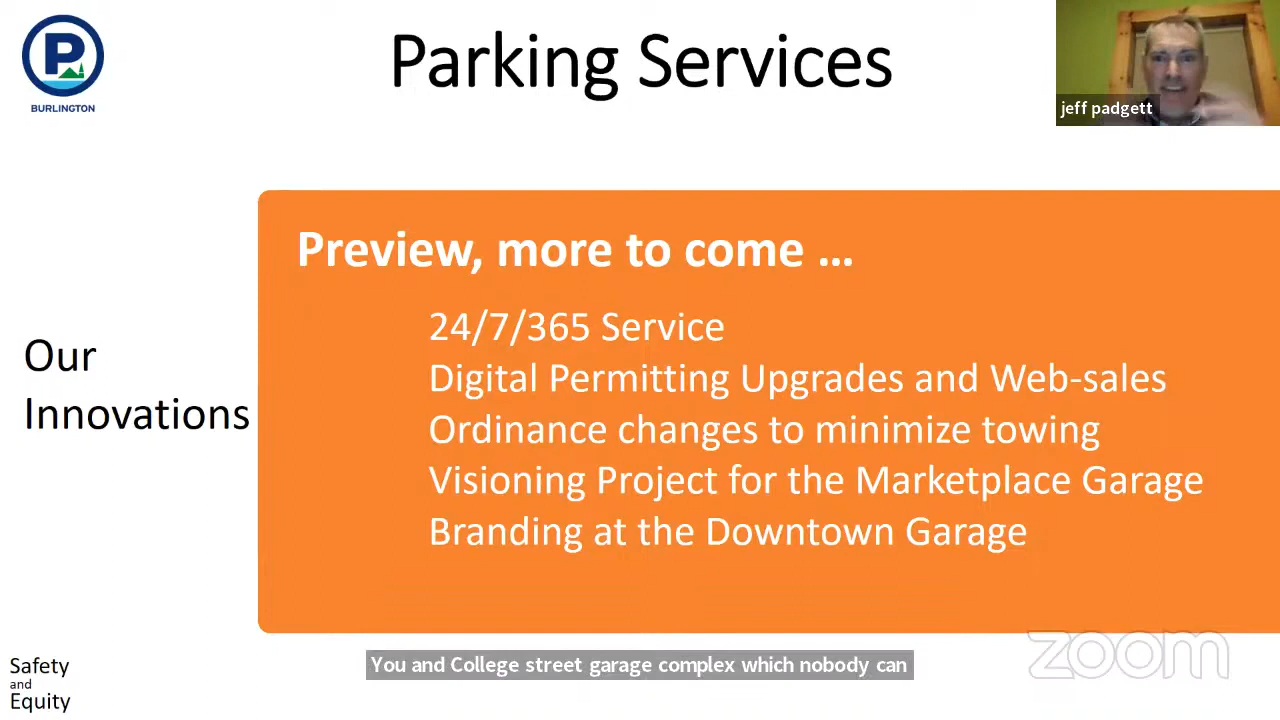 P
BURLINGTON
Parking Services
jeff padgett
Preview, more to come ...
24/7/365 Service
Digital Permitting Upgrades and Web-sales
Ordinance changes to minimize towing
Visioning Project for the Marketplace Garage
Branding at the Downtown Garage
Our
Innovations
Safety
and
Equity
You and College street garage complex which nobody can
zoom